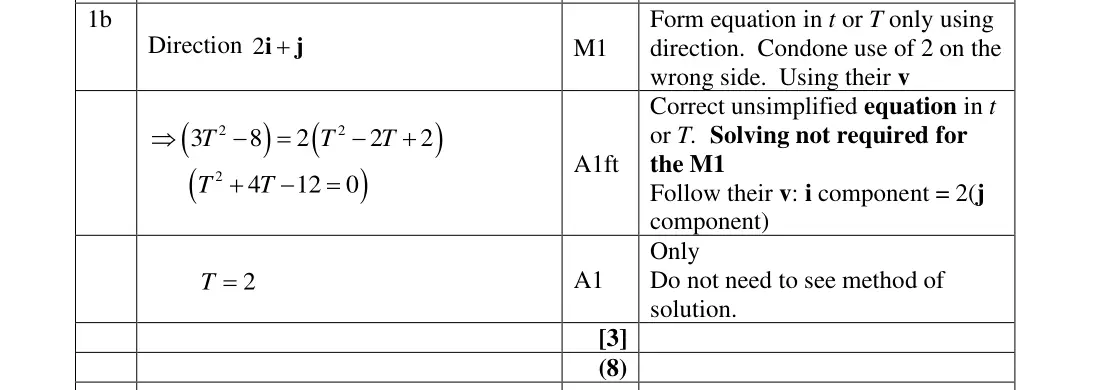 1b
Direction 2i + j
M1
Form equation in t or T only using
direction. Condone use of 2 on the
wrong side. Using their v
⇒(3T² − 8) = 2(T² − 2T + 2)
(T² + 4T − 12 = 0)
A1ft
Correct unsimplified equation in t
or T. Solving not required for
the M1
Follow their v: i component = 2(j
component)
T = 2
A1
Only
Do not need to see method of
solution.
[3]
(8)